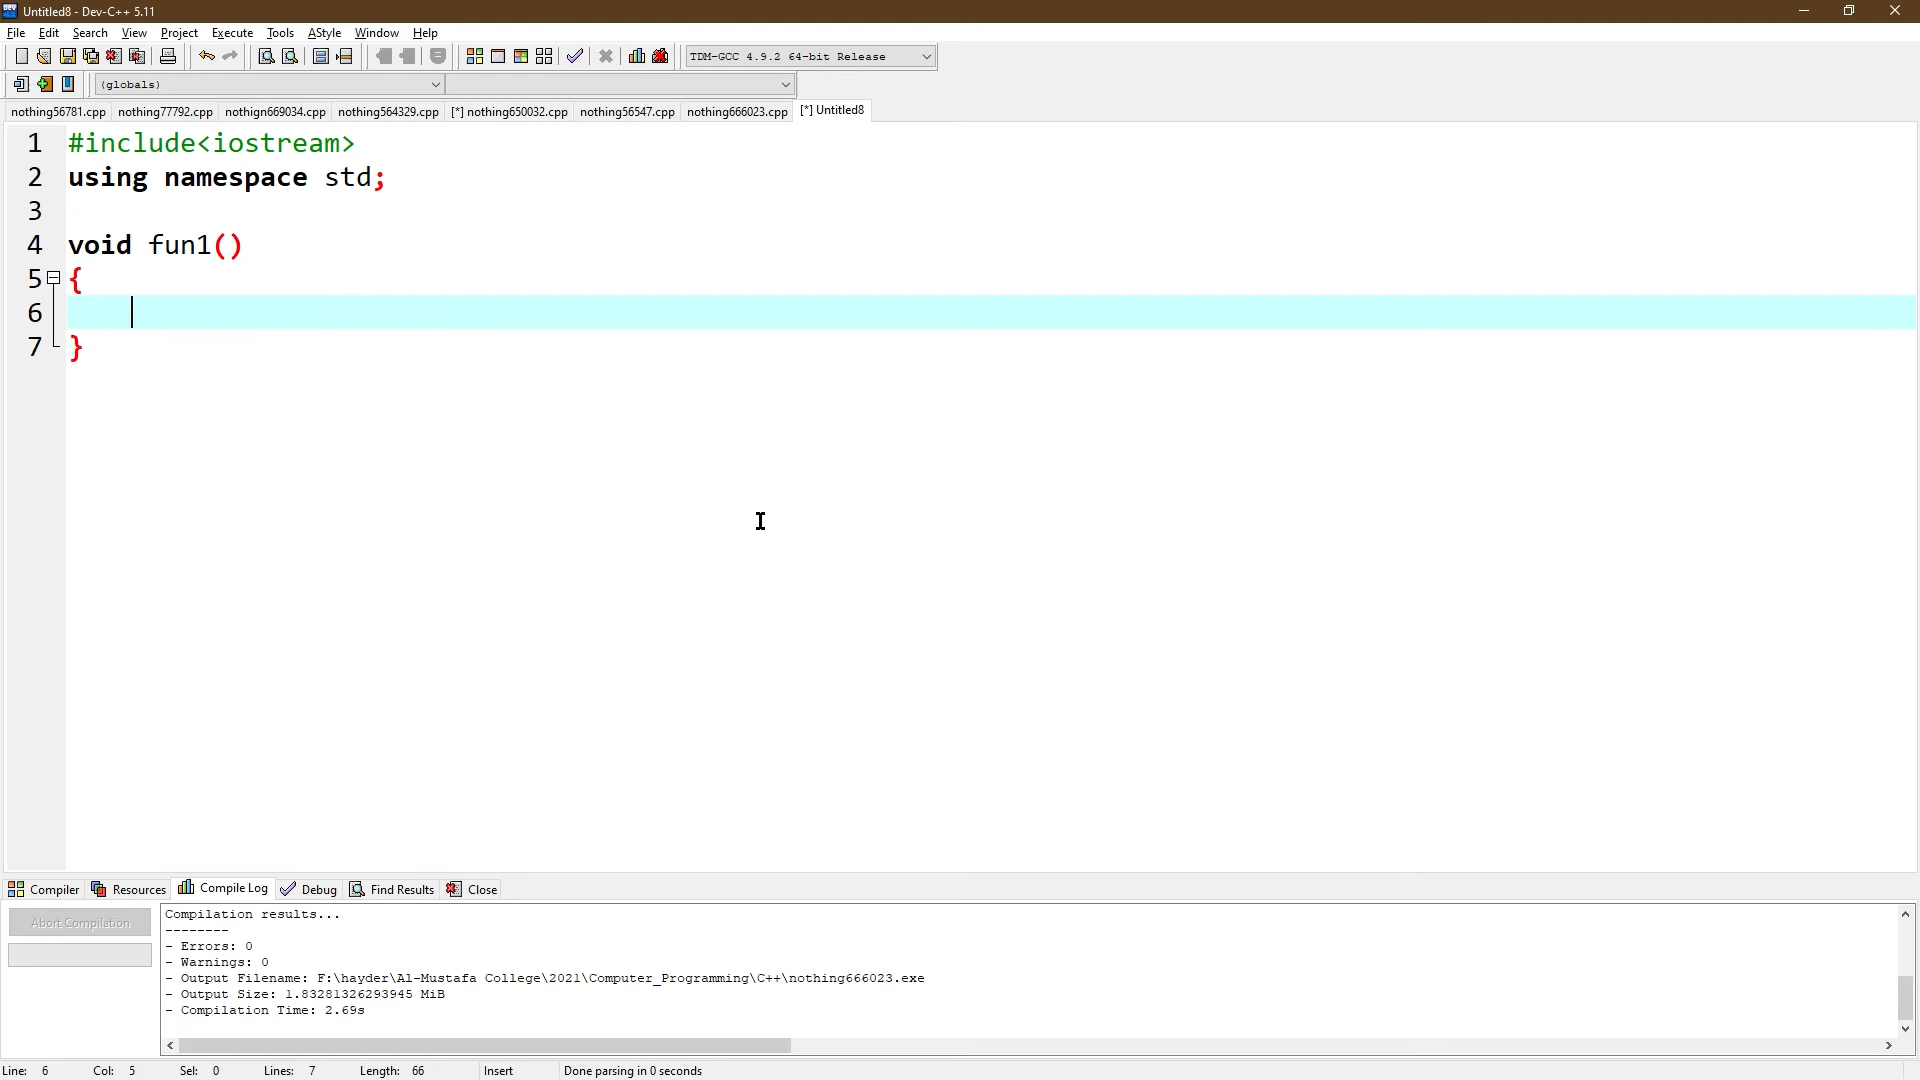 Untitled8 - Dev-C++ 5.11
File Edit Search View Project Execute Tools AStyle Window Help
TDM-GCC 4.9.2 64-bit Release
(globals)
nothing56781.cpp nothing77792.cpp nothign669034.cpp nothing564329.cpp [*] nothing650032.cpp nothing56547.cpp nothing666023.cpp [*] Untitled8
1 #include<iostream>
2 using namespace std;
3
4 void fun1()
5 {
6
7 }
Compiler Resources Compile Log Debug Find Results Close
Abort Compilation
Compilation results...
--------
- Errors: 0
- Warnings: 0
- Output Filename: F:\hayder\Al-Mustafa College\2021\Computer_Programming\C++\nothing666023.exe
- Output Size: 1.83281326293945 MiB
- Compilation Time: 2.69s
Line: 6 Col: 5 Sel: 0 Lines: 7 Length: 66 Insert Done parsing in 0 seconds